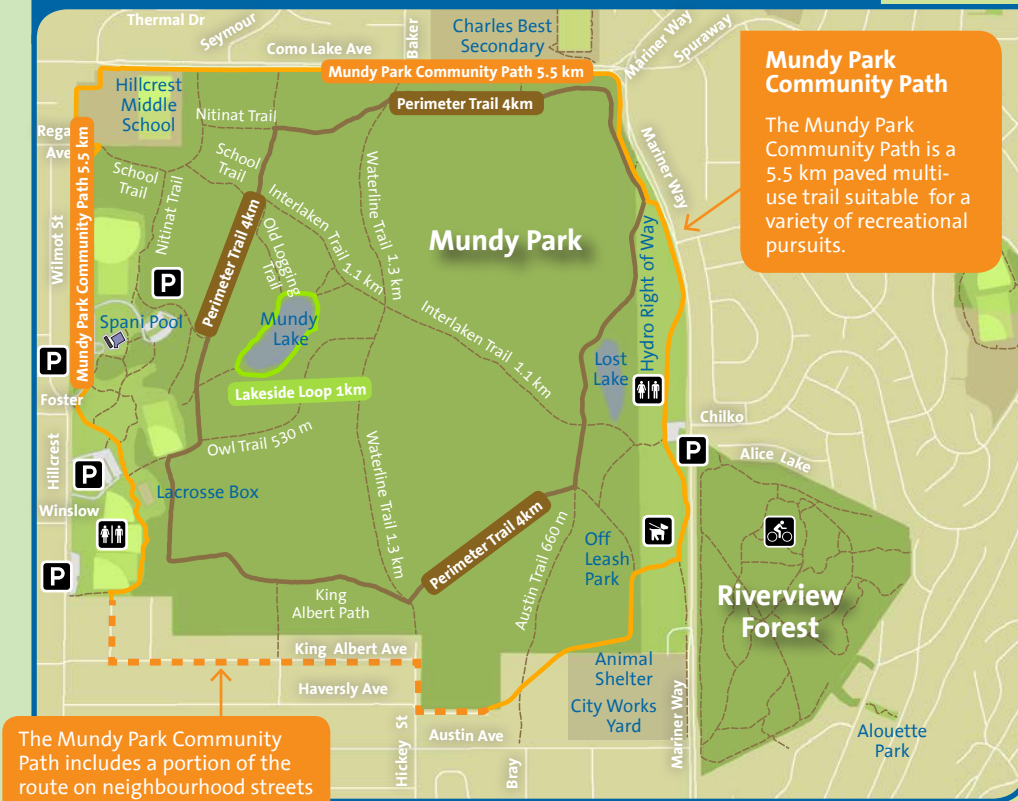 Thermal Dr
Seymour
Como Lake Ave
Baker
Charles Best
Secondary
Mariner Way
Spuraway
Mundy Park Community Path 5.5 km
Perimeter Trail 4km
Mundy Park
Community Path
The Mundy Park
Community Path is a
5.5 km paved multi-
use trail suitable for a
variety of recreational
pursuits.
Hillcrest
Middle
School
Nitinat Trail
Rega
Ave
Mundy Park Community Path 5.5 km
School
Trail
School
Trail
Nitinat Trail
Wilmot St
Perimeter Trail 4km
Old Logging
Trail
Interlaken Trail 1.1 km
Waterline Trail 1.3 km
Mundy Park
Mariner Way
Hydro Right of Way
P
Spani Pool
Mundy
Lake
Interlaken Trail 1.1 km
Lost
Lake
P
Foster
Lakeside Loop 1km
Chilko
P
Alice Lake
Hillcrest
P
Owl Trail 530 m
Waterline Trail 1.3 km
Lacrosse Box
Winslow
Perimeter Trail 4km
Austin Trail 660 m
Off
Leash
Park
P
King
Albert Path
Riverview
Forest
King Albert Ave
Haversly Ave
Animal
Shelter
City Works
Yard
Mariner Way
Alouette
Park
Hickey St
Austin Ave
Bray
The Mundy Park Community
Path includes a portion of the
route on neighbourhood streets